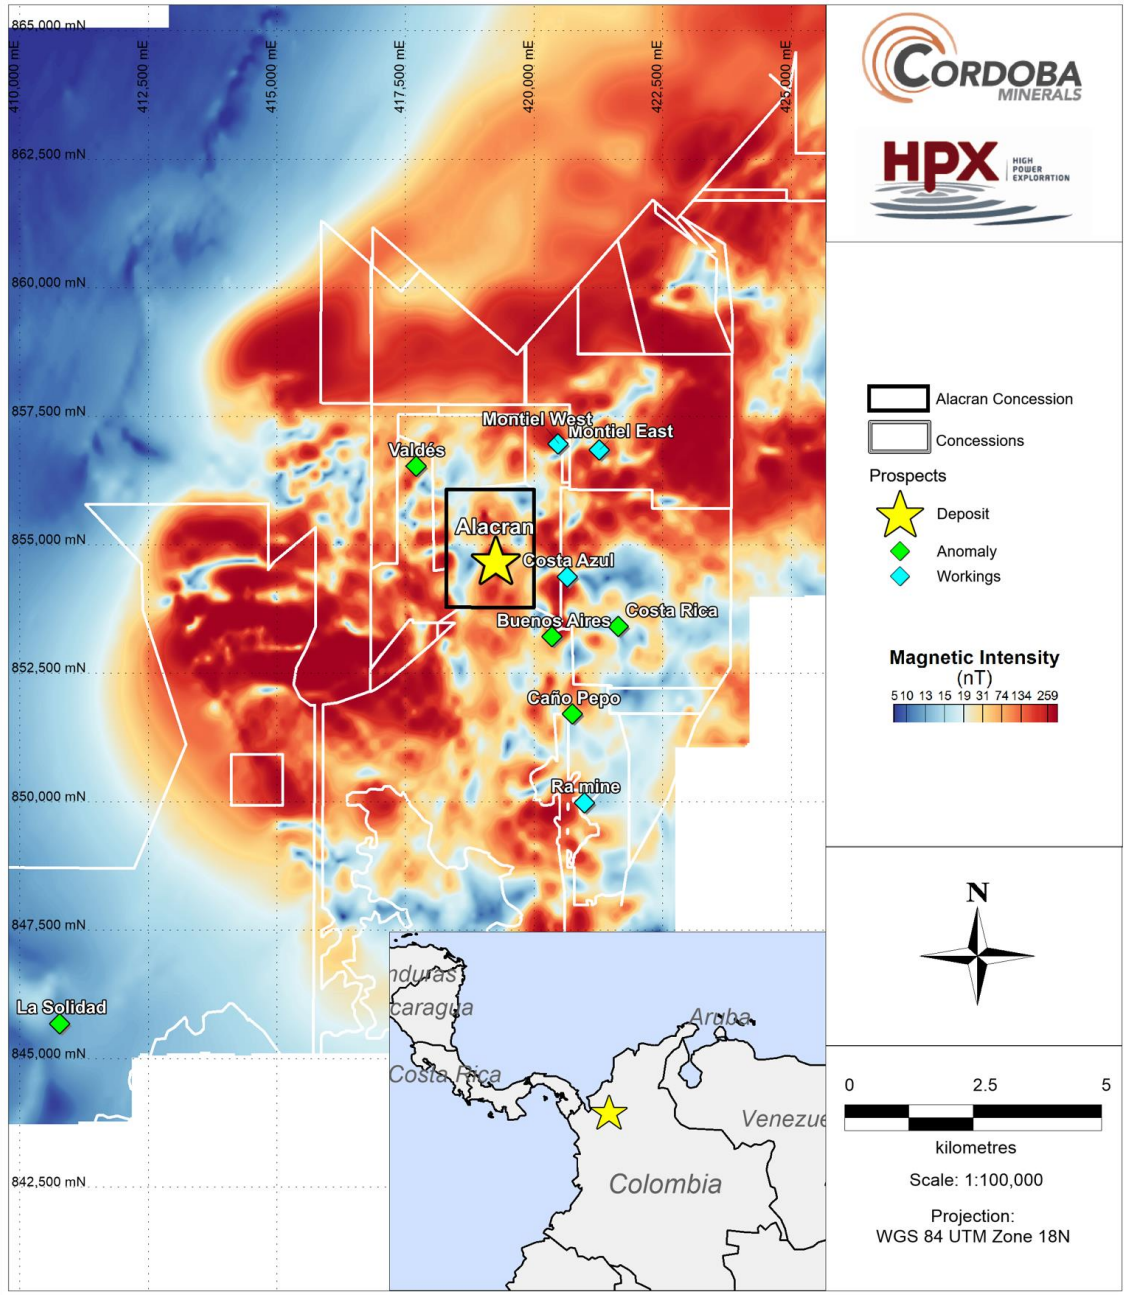 865,000 mN
862,500 mN
860,000 mN
857,500 mN
855,000 mN
852,500 mN
850,000 mN
847,500 mN
845,000 mN
842,500 mN
410,000 mE
412,500 mE
415,000 mE
417,500 mE
420,000 mE
422,500 mE
425,000 mE
Montiel West
Montiel East
Valdés
Alacran
Costa Azul
Costa Rica
Buenos Aires
Caño Pepo
Ra mine
La Solidad
nduras
caragua
Costa Rica
Aruba
Venezue
Colombia
CORDOBA
MINERALS
HPX
HIGH
POWER
EXPLORATION
Alacran Concession
Concessions
Prospects
Deposit
Anomaly
Workings
Magnetic Intensity
(nT)
5 10 13 15 19 31 74 134 259
N
0 2.5 5
kilometres
Scale: 1:100,000
Projection:
WGS 84 UTM Zone 18N